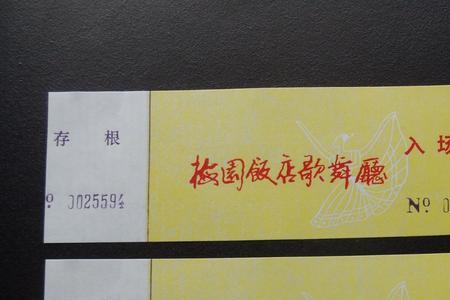 存 根
№ 002559
梅園飯店歌舞廳
入场
№ 0